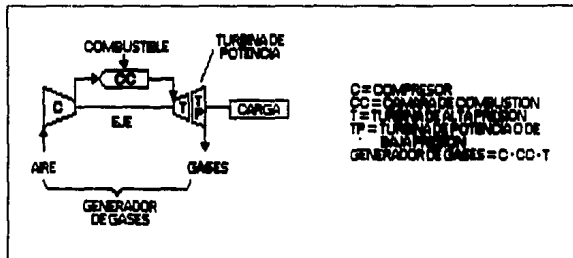 COMBUSTIBLE
TURBINA DE
POTENCIA
CC
C
T
TP
CARGA
EJE
AIRE
GASES
GENERADOR
DE GASES
C = COMPRESOR
CC = CAMARA DE COMBUSTION
T = TURBINA DE ALTA PRESION
TP = TURBINA DE POTENCIA O DE
BAJA PRESION
GENERADOR DE GASES = C · CC · T